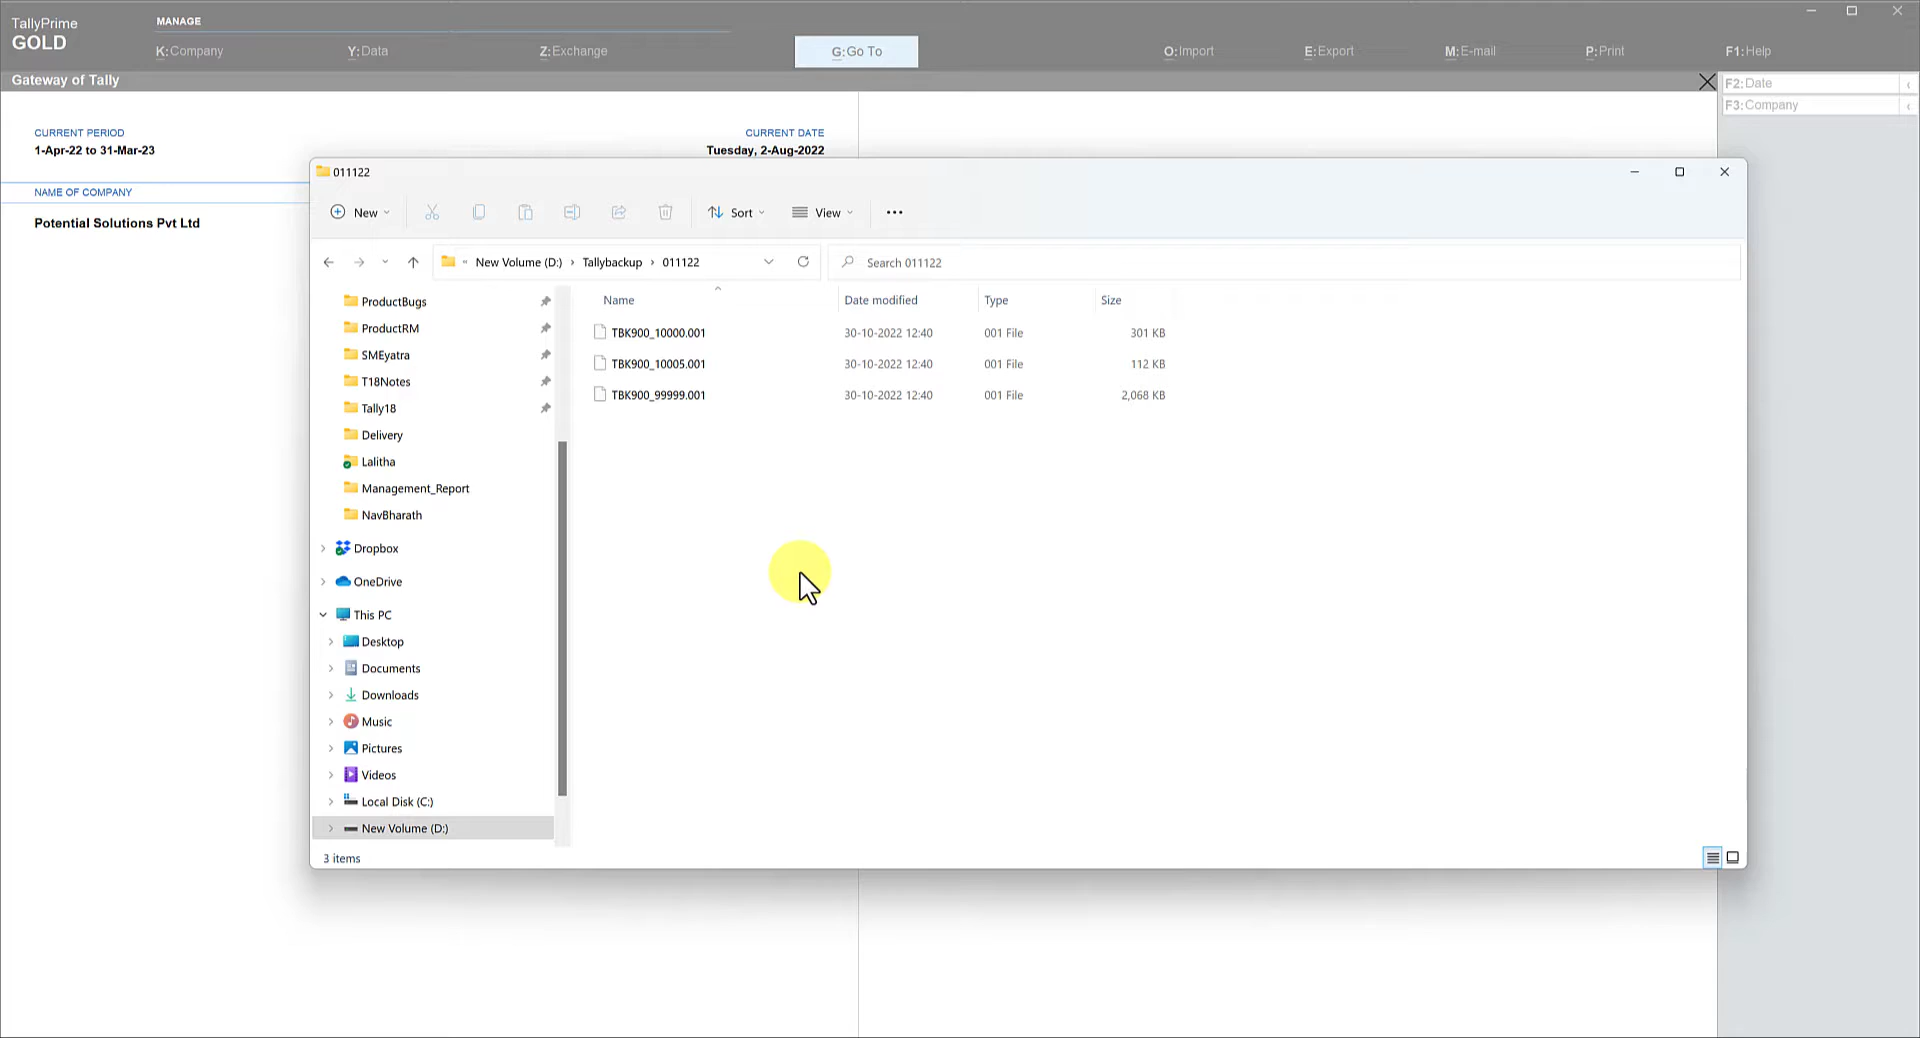 TallyPrime
GOLD
MANAGE
K:Company
Y:Data
Z:Exchange
G:Go To
O:Import
E:Export
M:E-mail
P:Print
F1:Help
Gateway of Tally
F2:Date
F3:Company
CURRENT PERIOD
CURRENT DATE
1-Apr-22 to 31-Mar-23
Tuesday, 2-Aug-2022
NAME OF COMPANY
Potential Solutions Pvt Ltd
011122
New
Sort
View
New Volume (D:) › Tallybackup › 011122
Search 011122
ProductBugs
ProductRM
SMEyatra
T18Notes
Tally18
Delivery
Lalitha
Management_Report
NavBharath
Dropbox
OneDrive
This PC
Desktop
Documents
Downloads
Music
Pictures
Videos
Local Disk (C:)
New Volume (D:)
Name Date modified Type Size
TBK900_10000.001 30-10-2022 12:40 001 File 301 KB
TBK900_10005.001 30-10-2022 12:40 001 File 112 KB
TBK900_99999.001 30-10-2022 12:40 001 File 2,068 KB
3 items